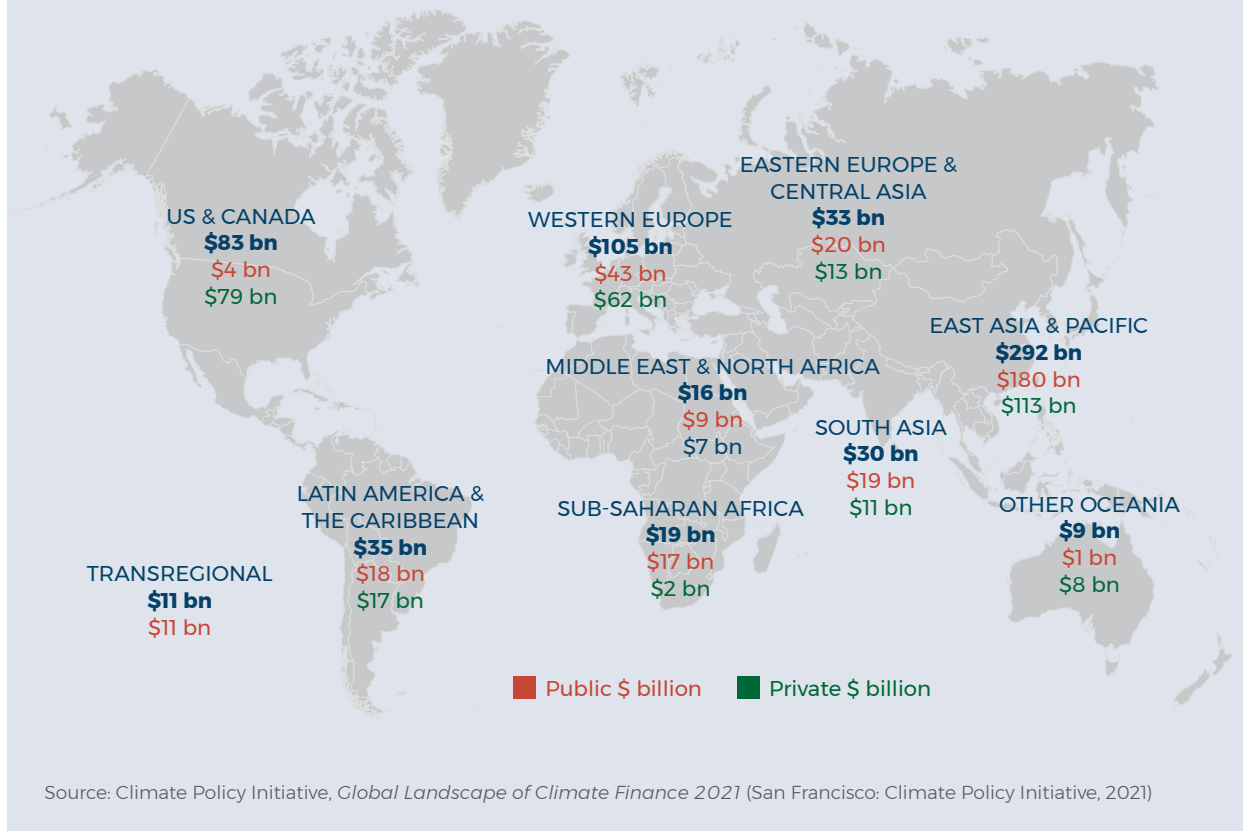 EASTERN EUROPE &
CENTRAL ASIA
$33 bn
$20 bn
$13 bn
US & CANADA
$83 bn
$4 bn
$79 bn
WESTERN EUROPE
$105 bn
$43 bn
$62 bn
EAST ASIA & PACIFIC
$292 bn
$180 bn
$113 bn
MIDDLE EAST & NORTH AFRICA
$16 bn
$9 bn
$7 bn
SOUTH ASIA
$30 bn
$19 bn
$11 bn
LATIN AMERICA &
THE CARIBBEAN
$35 bn
$18 bn
$17 bn
SUB-SAHARAN AFRICA
$19 bn
$17 bn
$2 bn
OTHER OCEANIA
$9 bn
$1 bn
$8 bn
TRANSREGIONAL
$11 bn
$11 bn
Public $ billion
Private $ billion
Source: Climate Policy Initiative, Global Landscape of Climate Finance 2021 (San Francisco: Climate Policy Initiative, 2021)